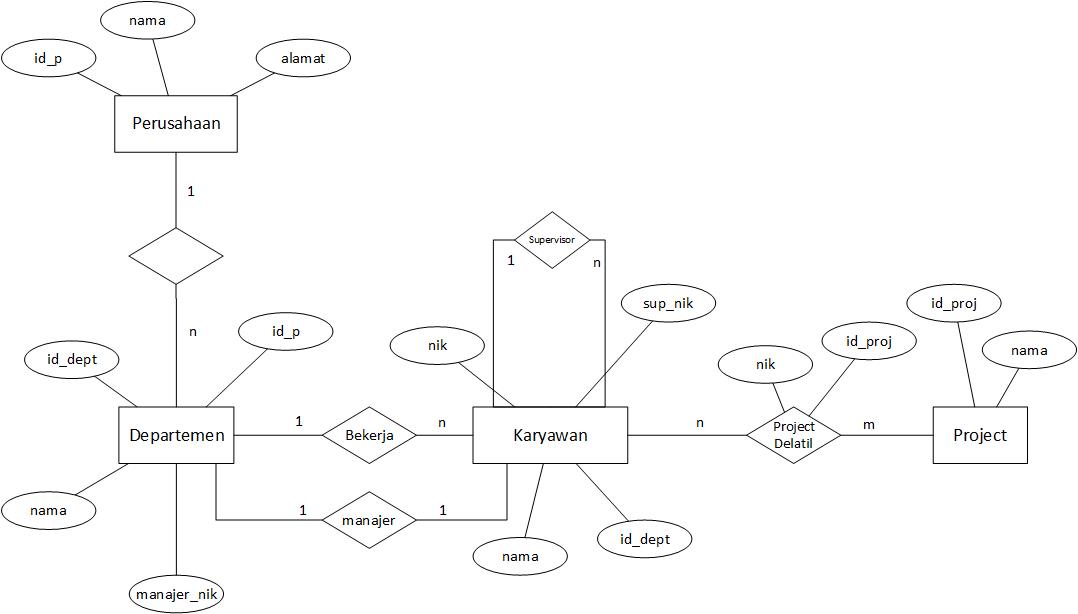 nama
id_p
alamat
Perusahaan
1
Supervisor
1
n
n
id_p
id_dept
nik
sup_nik
id_proj
id_proj
nama
nik
Departemen
1
Bekerja
n
Karyawan
n
Project
Delatil
m
Project
nama
1
manajer
1
nama
id_dept
manajer_nik